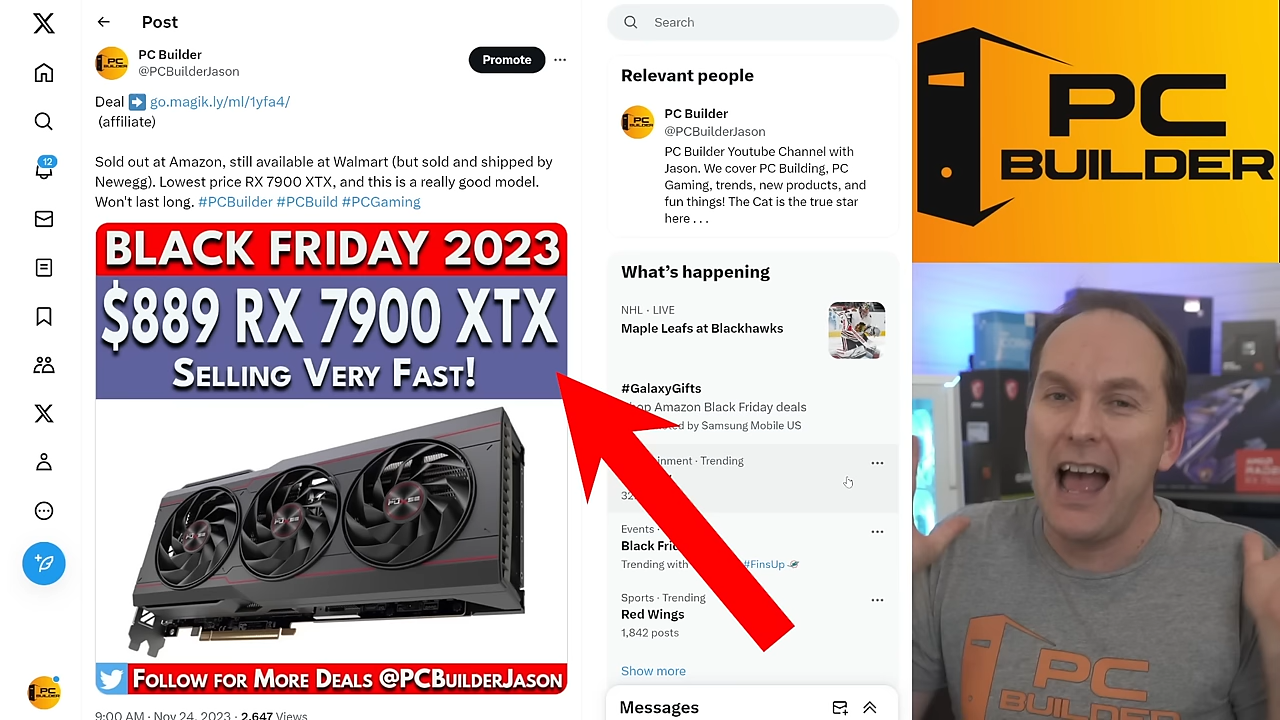 Post
PC Builder
@PCBuilderJason
Promote
Deal ➡ go.magik.ly/ml/1yfa4/
(affiliate)
Sold out at Amazon, still available at Walmart (but sold and shipped by
Newegg). Lowest price RX 7900 XTX, and this is a really good model.
Won't last long. #PCBuilder #PCBuild #PCGaming
BLACK FRIDAY 2023
$889 RX 7900 XTX
SELLING VERY FAST!
FOLLOW FOR MORE DEALS @PCBUILDERJASON
9:00 AM · Nov 24, 2023 · 2,647 Views
12
Search
Relevant people
PC Builder
@PCBuilderJason
PC Builder Youtube Channel with
Jason. We cover PC Building, PC
Gaming, trends, new products, and
fun things! The Cat is the true star
here . . .
What's happening
NHL · LIVE
Maple Leafs at Blackhawks
#GalaxyGifts
Amazon Black Friday deals
by Samsung Mobile US
· Trending
Events ·
Black
Trending with #FinsUp
Sports · Trending
Red Wings
1,842 posts
Show more
Messages
PC
BUILDER
PC
BUILDER